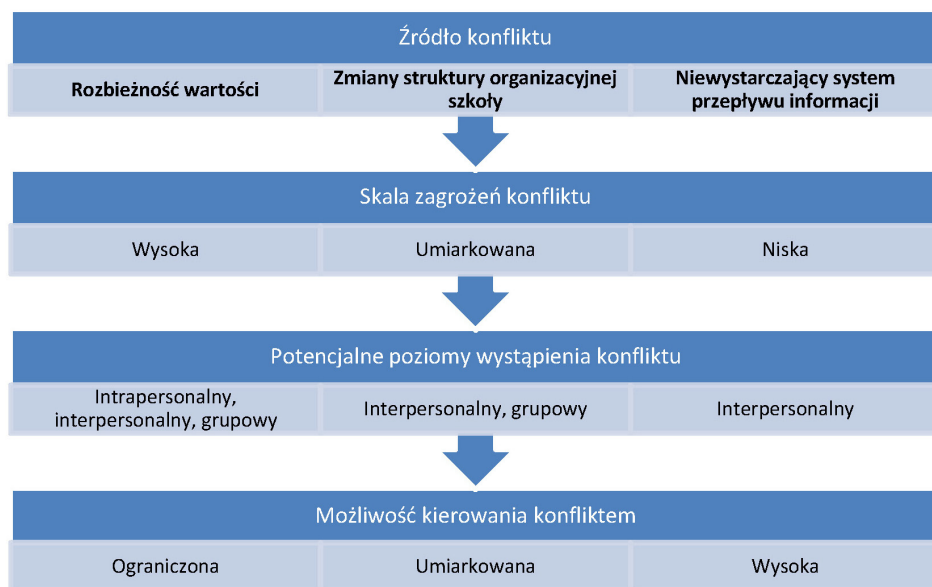 Źródło konfliktu
Rozbieżność wartości
Zmiany struktury organizacyjnej
szkoły
Niewystarczający system
przepływu informacji
Skala zagrożeń konfliktu
Wysoka
Umiarkowana
Niska
Potencjalne poziomy wystąpienia konfliktu
Intrapersonalny,
interpersonalny, grupowy
Interpersonalny, grupowy
Interpersonalny
Możliwość kierowania konfliktem
Ograniczona
Umiarkowana
Wysoka